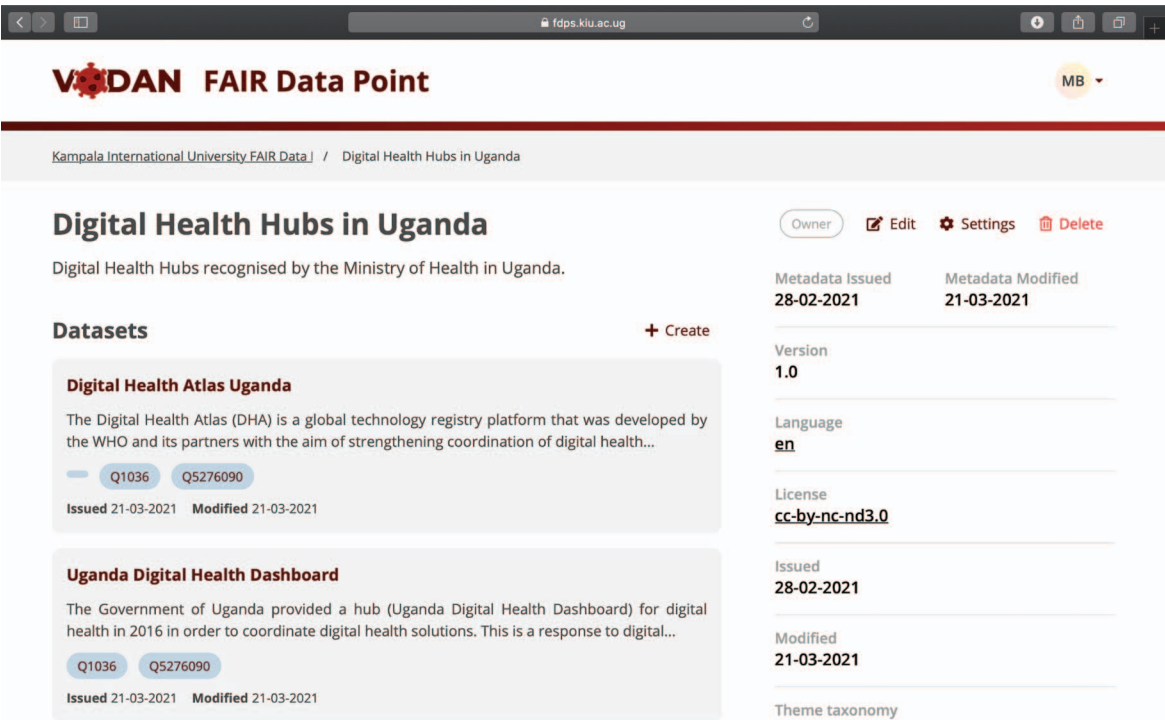 fdps.kiu.ac.ug
VODAN FAIR Data Point
MB
Kampala International University FAIR Data / Digital Health Hubs in Uganda
Digital Health Hubs in Uganda
Owner Edit Settings Delete
Digital Health Hubs recognised by the Ministry of Health in Uganda.
Metadata Issued Metadata Modified
28-02-2021 21-03-2021
Datasets
+ Create
Version
1.0
Digital Health Atlas Uganda
The Digital Health Atlas (DHA) is a global technology registry platform that was developed by
the WHO and its partners with the aim of strengthening coordination of digital health...
Q1036 Q5276090
Issued 21-03-2021 Modified 21-03-2021
Language
en
License
cc-by-nc-nd3.0
Uganda Digital Health Dashboard
The Government of Uganda provided a hub (Uganda Digital Health Dashboard) for digital
health in 2016 in order to coordinate digital health solutions. This is a response to digital...
Q1036 Q5276090
Issued 21-03-2021 Modified 21-03-2021
Issued
28-02-2021
Modified
21-03-2021
Theme taxonomy